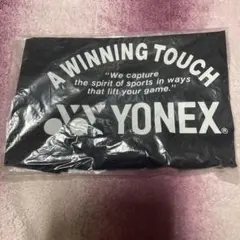 A WINNING TOUCH
"We capture
the spirit of sports in ways
that lift your game."
YONEX®